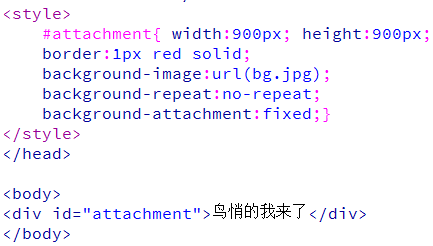 <style>
#attachment{ width:900px; height:900px;
border:1px red solid;
background-image:url(bg.jpg);
background-repeat:no-repeat;
background-attachment:fixed;}
</style>
</head>
<body>
<div id="attachment">鸟悄的我来了</div>
</body>